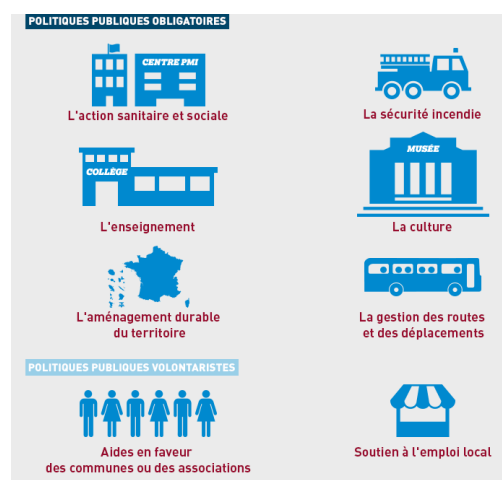 POLITIQUES PUBLIQUES OBLIGATOIRES
CENTRE PMI
L'action sanitaire et sociale
La sécurité incendie
COLLÈGE
MUSÉE
L'enseignement
La culture
L'aménagement durable
du territoire
La gestion des routes
et des déplacements
POLITIQUES PUBLIQUES VOLONTARISTES
Aides en faveur
des communes ou des associations
Soutien à l'emploi local